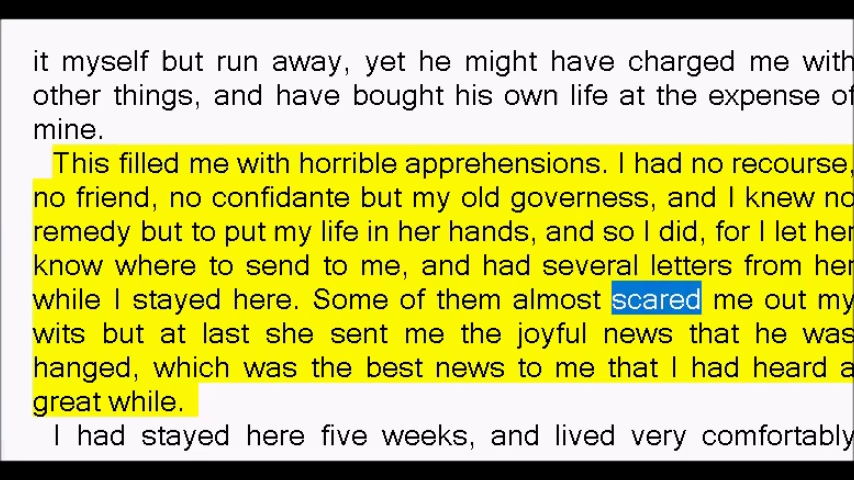 it myself but run away, yet he might have charged me with
other things, and have bought his own life at the expense of
mine.
This filled me with horrible apprehensions. I had no recourse,
no friend, no confidante but my old governess, and I knew no
remedy but to put my life in her hands, and so I did, for I let her
know where to send to me, and had several letters from her
while I stayed here. Some of them almost scared me out my
wits but at last she sent me the joyful news that he was
hanged, which was the best news to me that I had heard a
great while.
I had stayed here five weeks, and lived very comfortably